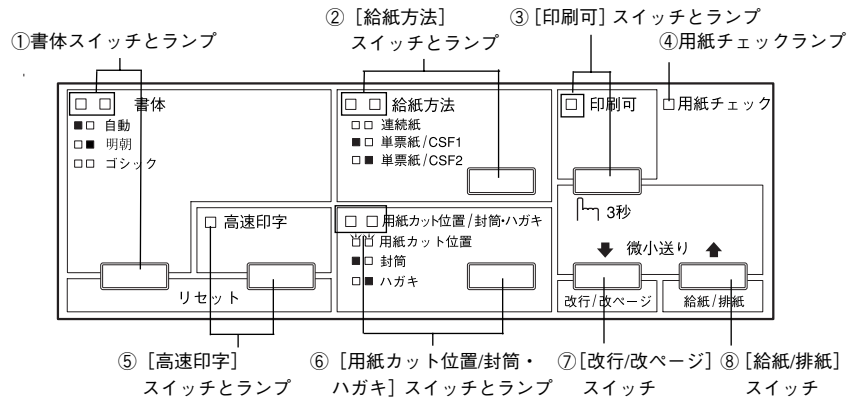 ①書体スイッチとランプ
②［給紙方法］
スイッチとランプ
③［印刷可］スイッチとランプ
④用紙チェックランプ
□ □ 書体
■□ 自動
□■ 明朝
□□ ゴシック
□ □ 給紙方法
□□ 連続紙
■□ 単票紙/CSF1
□■ 単票紙/CSF2
□ 印刷可
□用紙チェック
3秒
□ 高速印字
□ □ 用紙カット位置/封筒・ハガキ
□□ 用紙カット位置
■□ 封筒
□■ ハガキ
↓ 微小送り ↑
リセット
改行/改ページ
給紙/排紙
⑤［高速印字］
スイッチとランプ
⑥［用紙カット位置/封筒・
ハガキ］スイッチとランプ
⑦［改行/改ページ］
スイッチ
⑧［給紙/排紙］
スイッチ